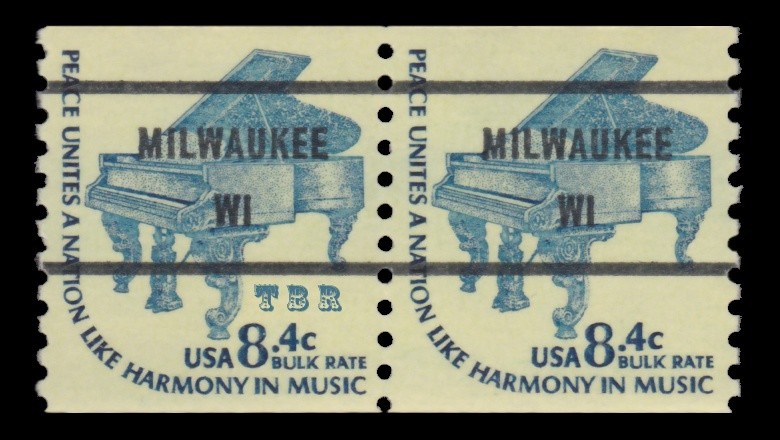 PEACE UNITES A NATION LIKE HARMONY IN MUSIC
MILWAUKEE
WI
TBR
USA 8.4c
BULK RATE
PEACE UNITES A NATION LIKE HARMONY IN MUSIC
MILWAUKEE
WI
USA 8.4c
BULK RATE